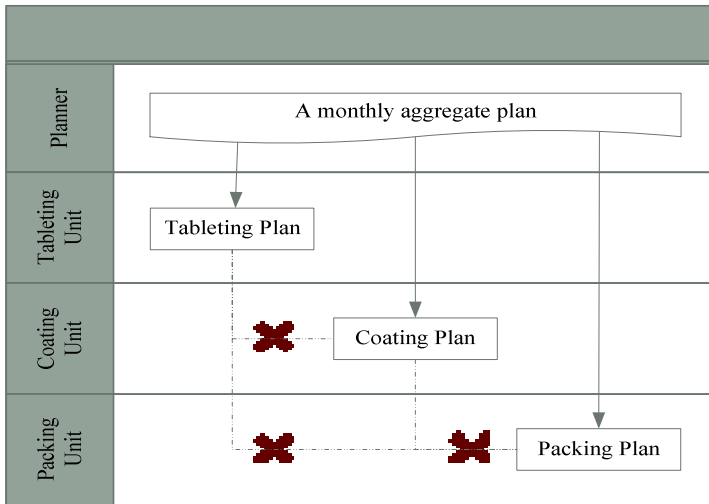 Planner
A monthly aggregate plan
Tableting
Unit
Tableting Plan
Coating
Unit
Coating Plan
Packing
Unit
Packing Plan